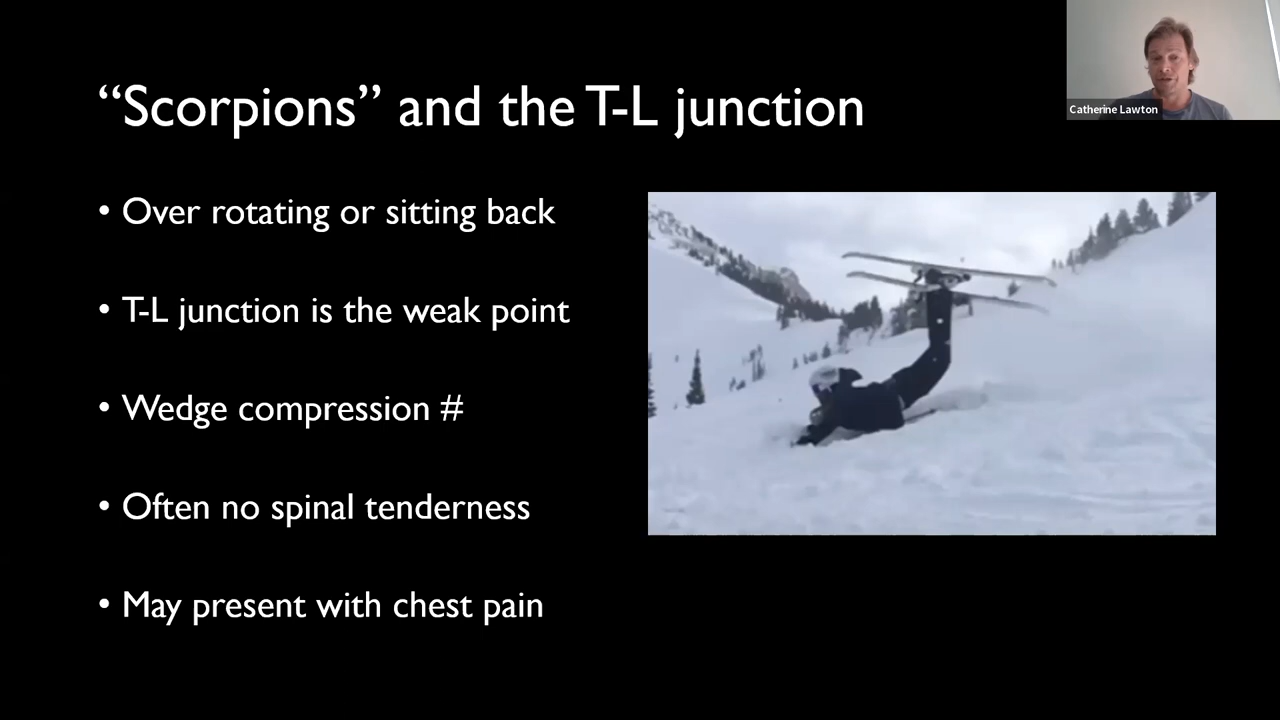 “Scorpions” and the T-L junction
Catherine Lawton
• Over rotating or sitting back
• T-L junction is the weak point
• Wedge compression #
• Often no spinal tenderness
• May present with chest pain